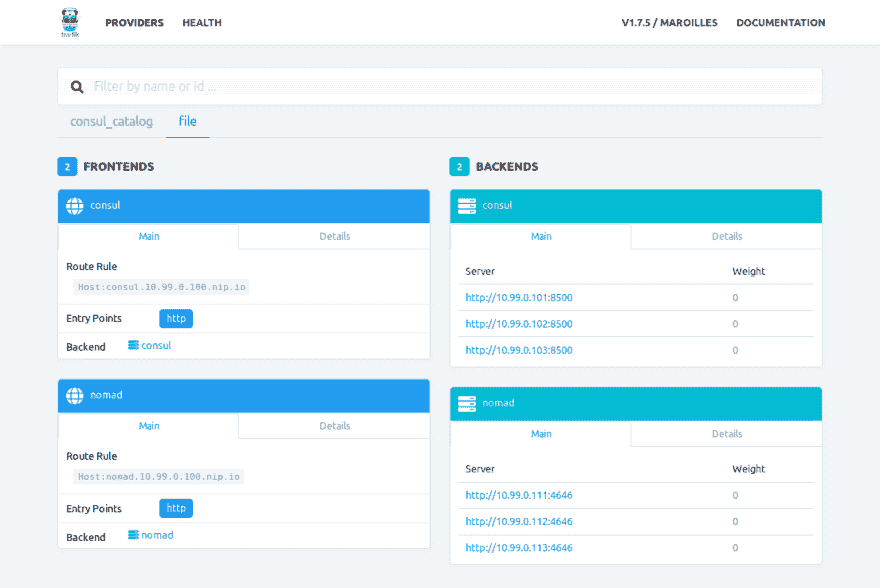 træfik
PROVIDERS HEALTH V1.7.5 / MAROILLES DOCUMENTATION
Filter by name or id ...
consul_catalog file
2 FRONTENDS
consul
Main Details
Route Rule
Host:consul.10.99.0.100.nip.io
Entry Points http
Backend consul
nomad
Main Details
Route Rule
Host:nomad.10.99.0.100.nip.io
Entry Points http
Backend nomad
2 BACKENDS
consul
Main Details
Server Weight
http://10.99.0.101:8500 0
http://10.99.0.102:8500 0
http://10.99.0.103:8500 0
nomad
Main Details
Server Weight
http://10.99.0.111:4646 0
http://10.99.0.112:4646 0
http://10.99.0.113:4646 0